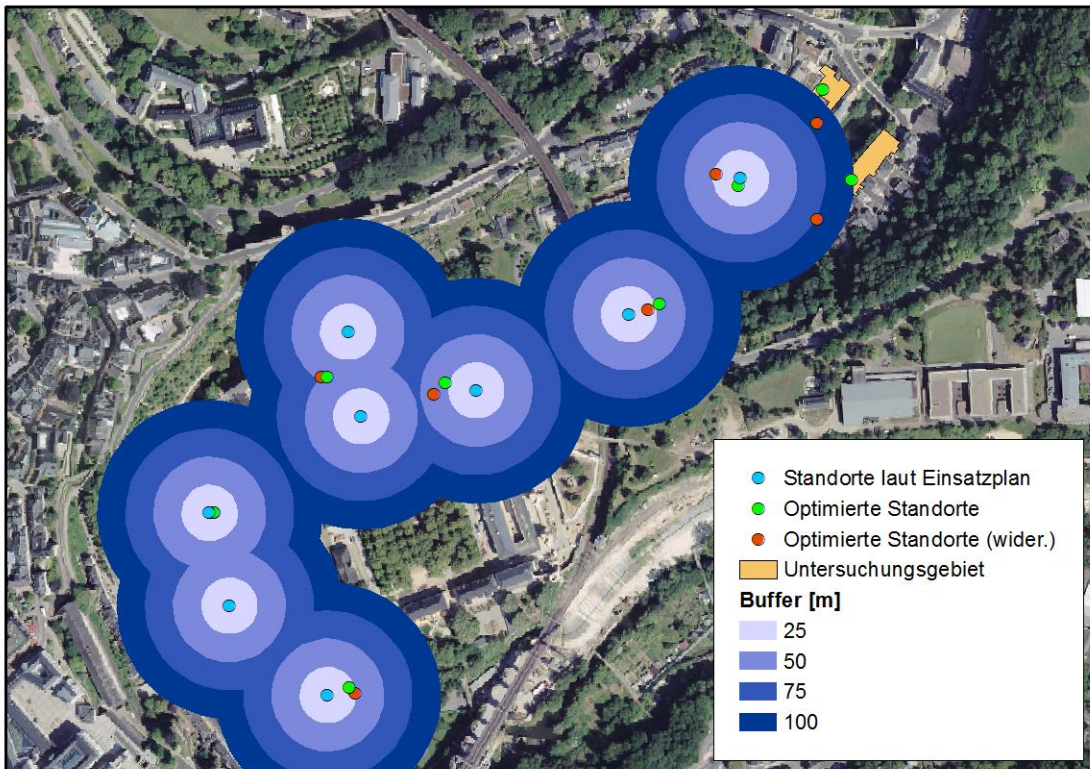 Standorte laut Einsatzplan
Optimierte Standorte
Optimierte Standorte (wider.)
Untersuchungsgebiet
Buffer [m]
25
50
75
100